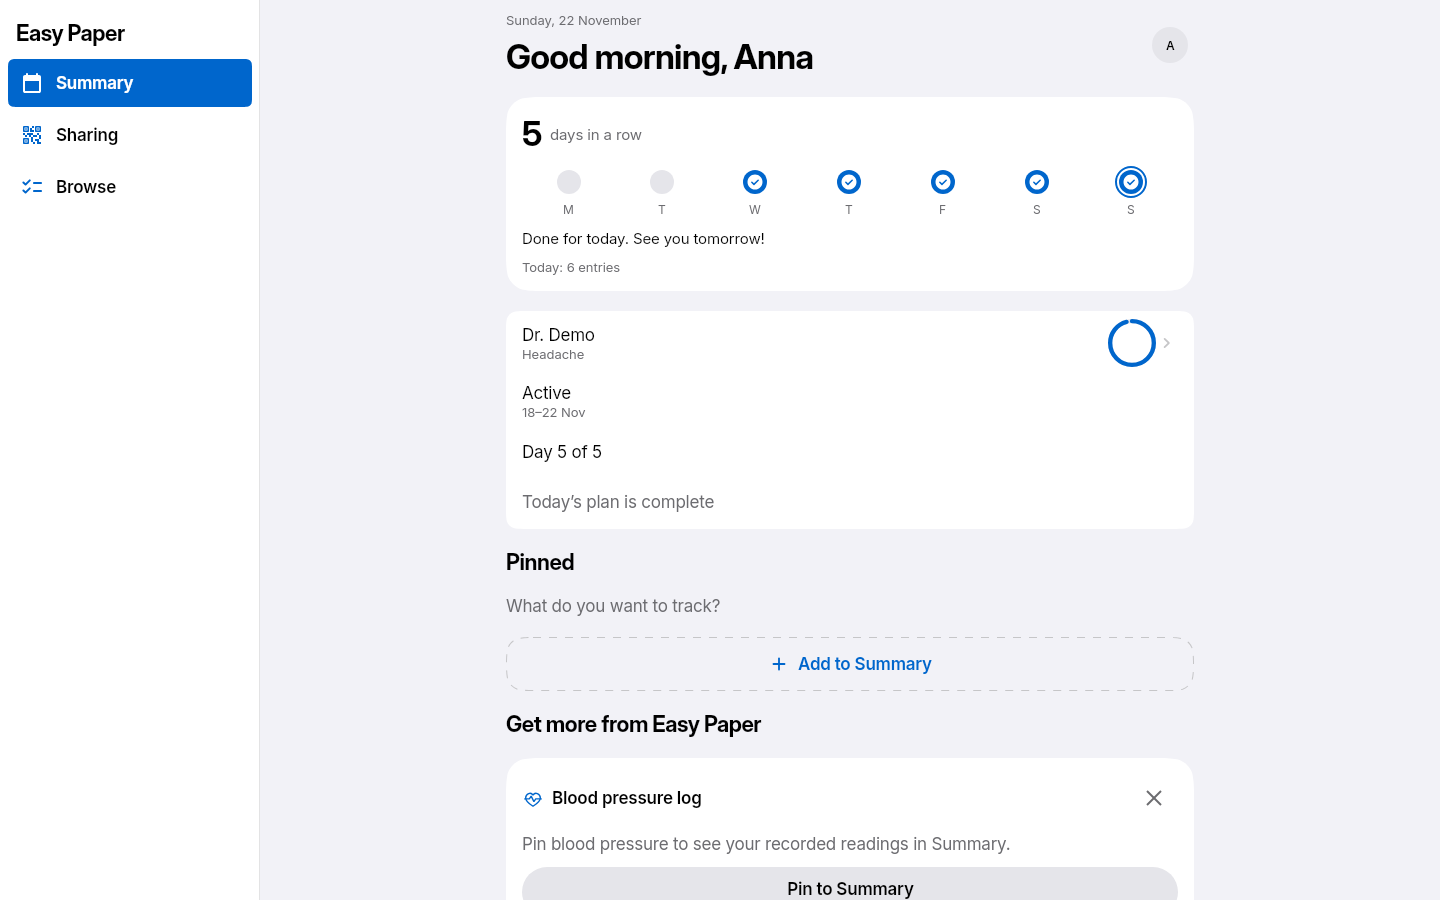 Easy Paper
Summary
Sharing
Browse
Sunday, 22 November
Good morning, Anna
A
5 days in a row
M T W T F S S
Done for today. See you tomorrow!
Today: 6 entries
Dr. Demo
Headache
Active
18–22 Nov
Day 5 of 5
Today’s plan is complete
Pinned
What do you want to track?
Add to Summary
Get more from Easy Paper
Blood pressure log
Pin blood pressure to see your recorded readings in Summary.
Pin to Summary